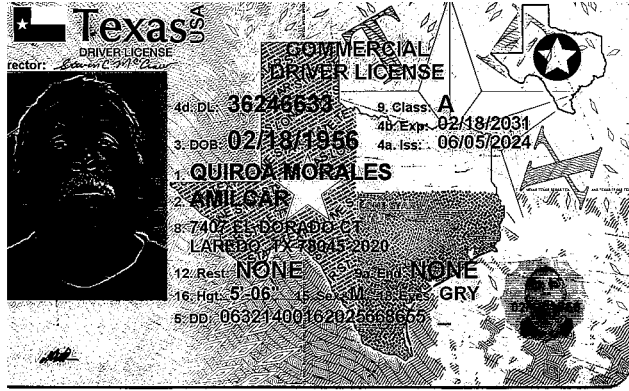 Texas USA
DRIVER LICENSE
COMMERCIAL
DRIVER LICENSE
4d. DL: 36246633 9. Class: A
4b. Exp: 02/18/2031
3. DOB: 02/18/1956 4a. Iss: 06/05/2024
1. QUIROA MORALES
2. AMILCAR
8. 7407 EL DORADO CT
LAREDO, TX 78045-2020
12. Rest: NONE 9a. End: NONE
16. Hgt: 5'-06" 15. Sex: M 18. Eyes: GRY
5. DD: 06321400162025668665